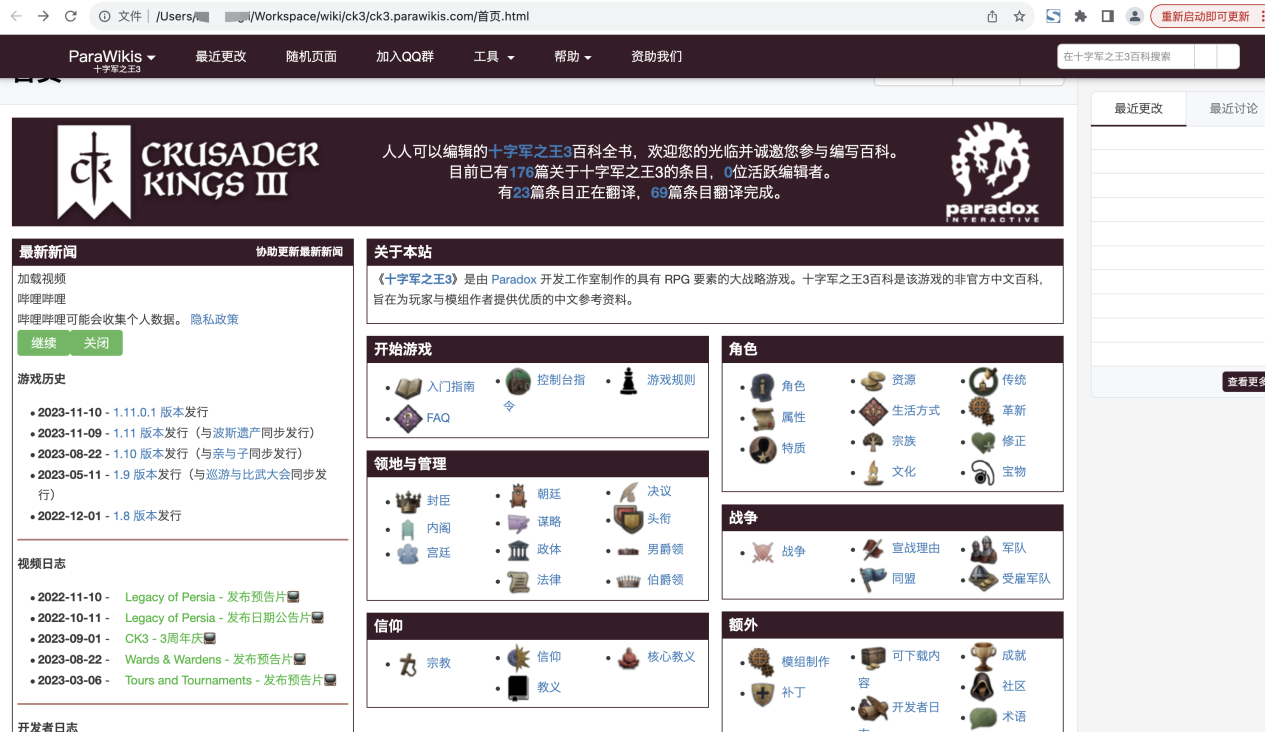 文件 /Users/ /Workspace/wiki/ck3/ck3.parawikis.com/首页.html
重新启动即可更新
ParaWikis
十字军之王3
最近更改 随机页面 加入QQ群 工具 帮助 资助我们
在十字军之王3百科搜索
首页
最近更改 最近讨论
CRUSADER KINGS III
人人可以编辑的十字军之王3百科全书，欢迎您的光临并诚邀您参与编写百科。
目前已有176篇关于十字军之王3的条目，0位活跃编辑者。
有23篇条目正在翻译，69篇条目翻译完成。
paradox
INTERACTIVE
最新新闻 协助更新最新新闻
加载视频
哔哩哔哩
哔哩哔哩可能会收集个人数据。 隐私政策
继续 关闭
游戏历史
2023-11-10 - 1.11.0.1 版本发行
2023-11-09 - 1.11 版本发行（与波斯遗产同步发行）
2023-08-22 - 1.10 版本发行（与亲与子同步发行）
2023-05-11 - 1.9 版本发行（与巡游与比武大会同步发
行）
2022-12-01 - 1.8 版本发行
视频日志
2022-11-10 - Legacy of Persia - 发布预告片
2022-10-11 - Legacy of Persia - 发布日期公告片
2023-09-01 - CK3 - 3周年庆
2023-08-22 - Wards & Wardens - 发布预告片
2023-03-06 - Tours and Tournaments - 发布预告片
开发者日志
关于本站
《十字军之王3》是由 Paradox 开发工作室制作的具有 RPG 要素的大战略游戏。十字军之王3百科是该游戏的非官方中文百科，
旨在为玩家与模组作者提供优质的中文参考资料。
开始游戏
入门指南
FAQ
控制台指
令
游戏规则
领地与管理
封臣
内阁
宫廷
朝廷
谋略
政体
法律
决议
头衔
男爵领
伯爵领
信仰
宗教
信仰
教义
核心教义
角色
角色
属性
特质
资源
生活方式
宗族
文化
传统
革新
修正
宝物
战争
战争
宣战理由
同盟
军队
受雇军队
额外
模组制作
补丁
可下载内
容
开发者日
成就
社区
术语
查看更多